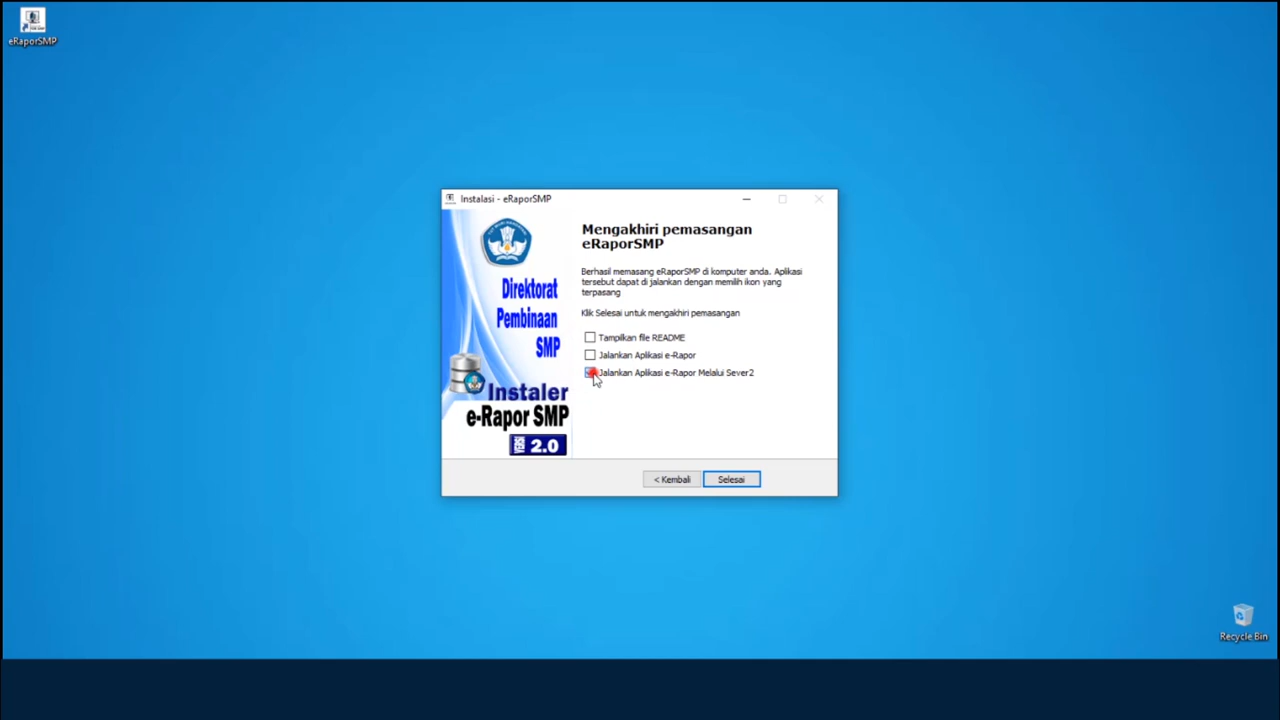 eRaporSMP
Instalasi - eRaporSMP
Direktorat
Pembinaan
SMP
Instaler
e-Rapor SMP
VERSI 2.0
Mengakhiri pemasangan
eRaporSMP
Berhasil memasang eRaporSMP di komputer anda. Aplikasi
tersebut dapat di jalankan dengan memilih ikon yang
terpasang
Klik Selesai untuk mengakhiri pemasangan
Tampilkan file README
Jalankan Aplikasi e-Rapor
Jalankan Aplikasi e-Rapor Melalui Sever2
< Kembali
Selesai
Recycle Bin